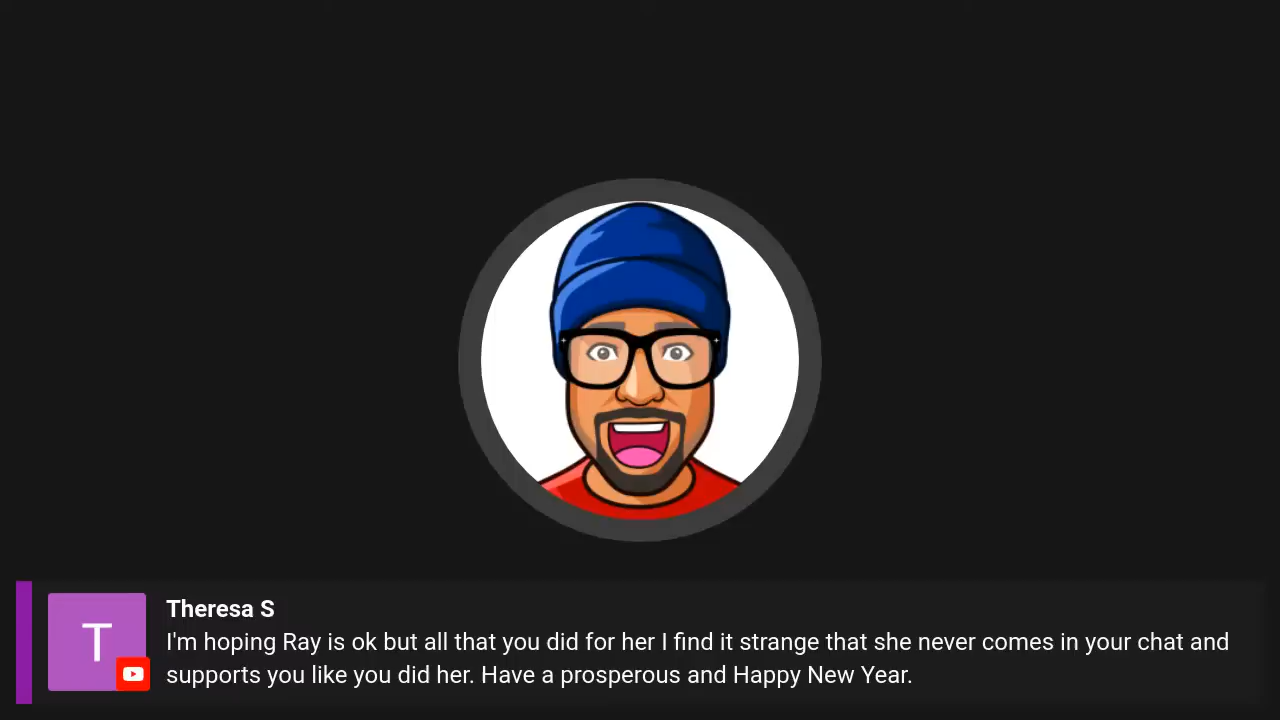 Theresa S
I'm hoping Ray is ok but all that you did for her I find it strange that she never comes in your chat and
supports you like you did her. Have a prosperous and Happy New Year.
T